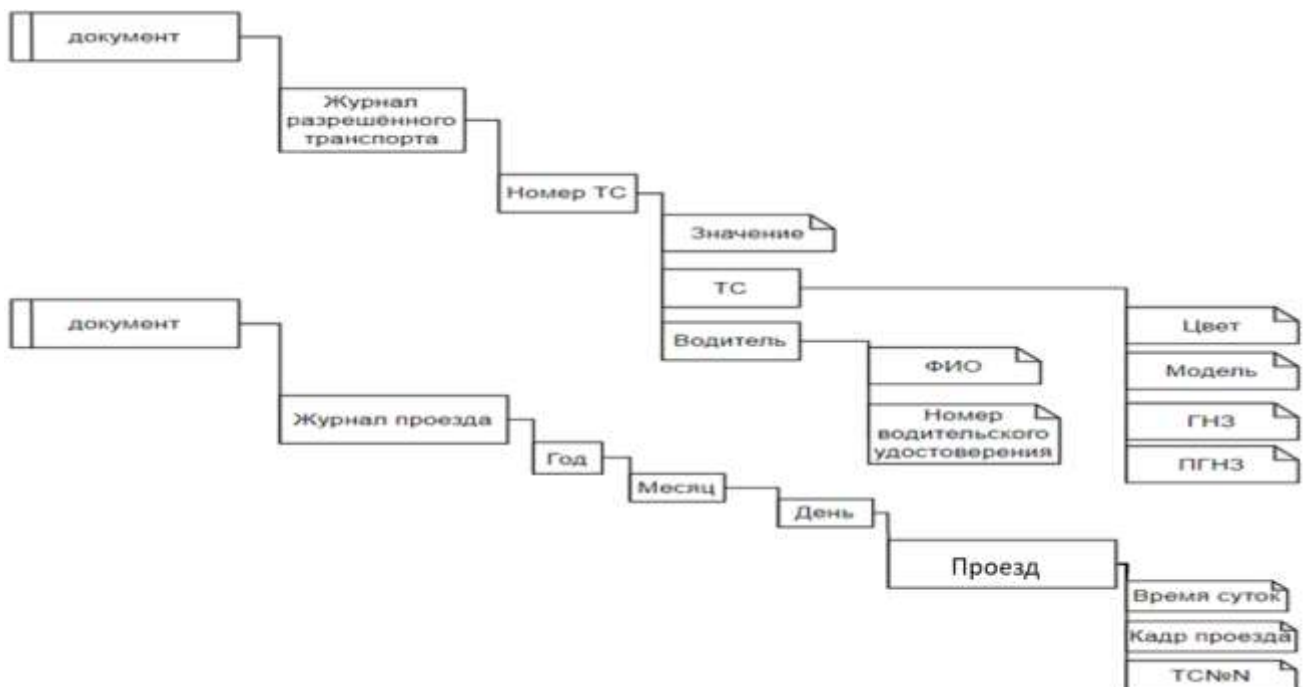 документ
Журнал
разрешённого
транспорта
Номер ТС
Значение
ТС
Водитель
ФИО
Номер
водительского
удостоверения
Цвет
Модель
ГНЗ
ПГНЗ
документ
Журнал проезда
Год
Месяц
День
Проезд
Время суток
Кадр проезда
ТС№N